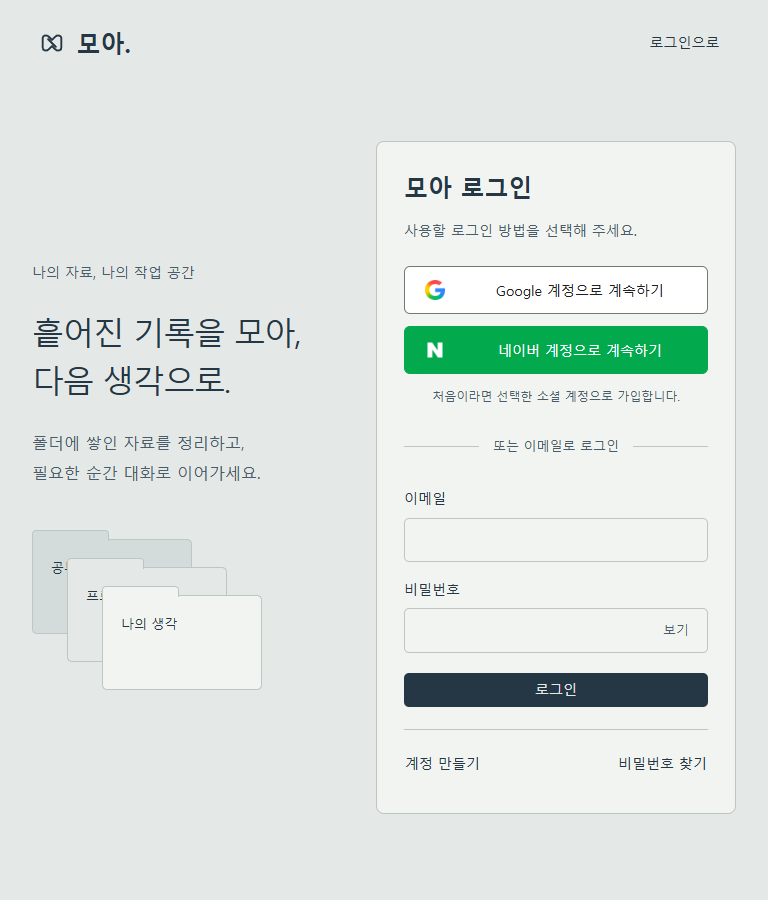 모아.
로그인으로
나의 자료, 나의 작업 공간
흩어진 기록을 모아,
다음 생각으로.
폴더에 쌓인 자료를 정리하고,
필요한 순간 대화로 이어가세요.
나의 생각
모아 로그인
사용할 로그인 방법을 선택해 주세요.
Google 계정으로 계속하기
네이버 계정으로 계속하기
처음이라면 선택한 소셜 계정으로 가입합니다.
또는 이메일로 로그인
이메일
비밀번호
보기
로그인
계정 만들기
비밀번호 찾기